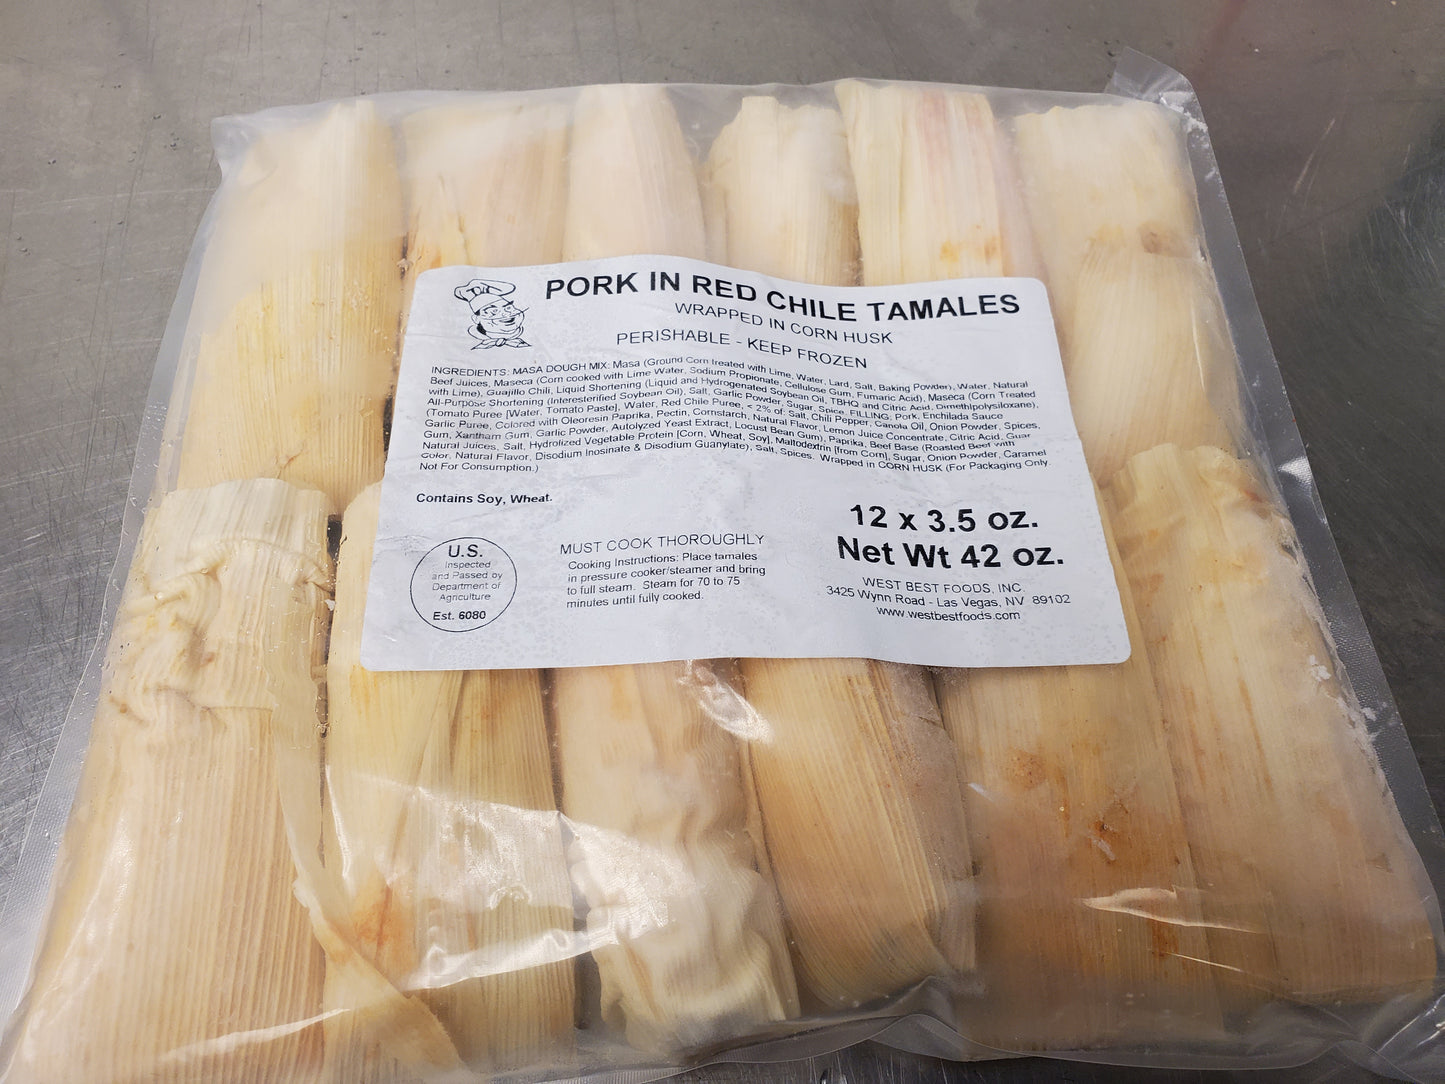 PORK IN RED CHILE TAMALES
WRAPPED IN CORN HUSK
PERISHABLE - KEEP FROZEN
INGREDIENTS: MASA DOUGH MIX: Masa (Ground Corn treated with Lime, Water, Lard, Salt, Baking Powder), Water, Natural
Beef Juices, Maseca (Corn cooked with Lime Water, Sodium Propionate, Cellulose Gum, Fumaric Acid), Maseca (Corn Treated
with Lime), Guajillo Chili, Liquid Shortening (Liquid and Hydrogenated Soybean Oil, TBHQ and Citric Acid, Dimethlpolysiloxane),
All-Purpose Shortening (Interesterified Soybean Oil), Salt, Garlic Powder, Sugar, Spice. FILLING: Pork, Enchilada Sauce
(Tomato Puree [Water, Tomato Paste], Water, Red Chile Puree, < 2% of: Salt, Chili Pepper, Canola Oil, Onion Powder, Spices,
Garlic Puree, Colored with Oleoresin Paprika, Pectin, Cornstarch, Natural Flavor, Lemon Juice Concentrate, Citric Acid, Guar
Gum, Xantham Gum, Garlic Powder, Autolyzed Yeast Extract, Locust Bean Gum), Paprika, Beef Base (Roasted Beef with
Natural Juices, Salt, Hydrolized Vegetable Protein [Corn, Wheat, Soy], Maltodextrin [from Corn], Sugar, Onion Powder, Caramel
Color, Natural Flavor, Disodium Inosinate & Disodium Guanylate), Salt, Spices. Wrapped in CORN HUSK (For Packaging Only.
Not For Consumption.)
Contains Soy, Wheat.
12 x 3.5 oz.
Net Wt 42 oz.
U.S.
Inspected
and Passed by
Department of
Agriculture
Est. 6080
MUST COOK THOROUGHLY
Cooking Instructions: Place tamales
in pressure cooker/steamer and bring
to full steam. Steam for 70 to 75
minutes until fully cooked.
WEST BEST FOODS, INC.
3425 Wynn Road - Las Vegas, NV 89102
www.westbestfoods.com